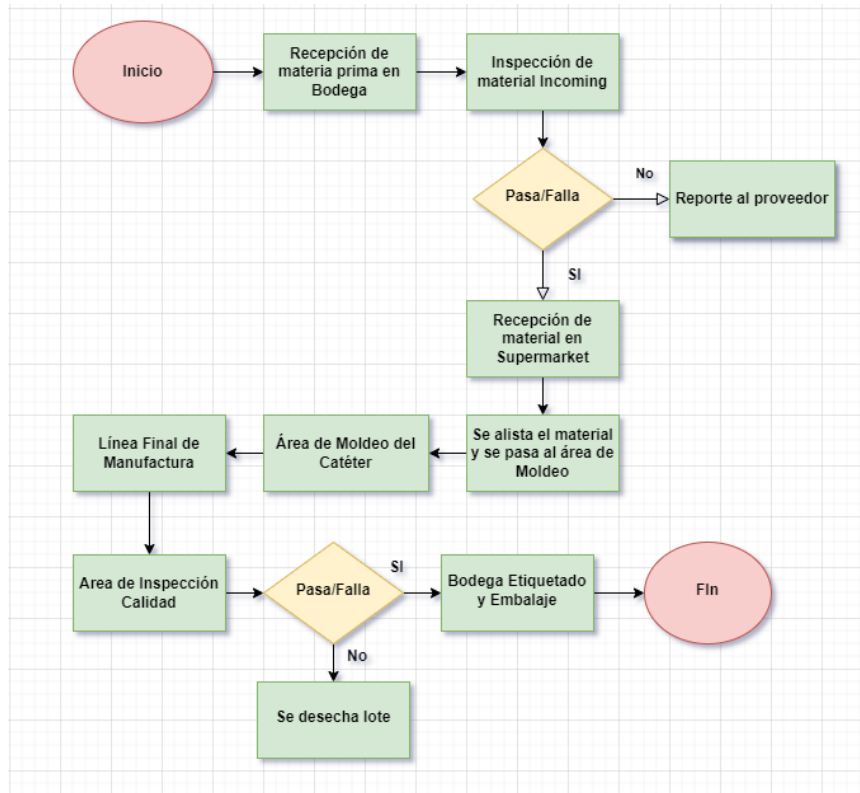 Inicio
Recepción de
materia prima en
Bodega
Inspección de
material Incoming
Pasa/Falla
No
Reporte al proveedor
SI
Recepción de
material en
Supermarket
Se alista el material
y se pasa al área de
Moldeo
Área de Moldeo del
Catéter
Línea Final de
Manufactura
Area de Inspección
Calidad
Pasa/Falla
SI
Bodega Etiquetado
y Embalaje
FIn
No
Se desecha lote